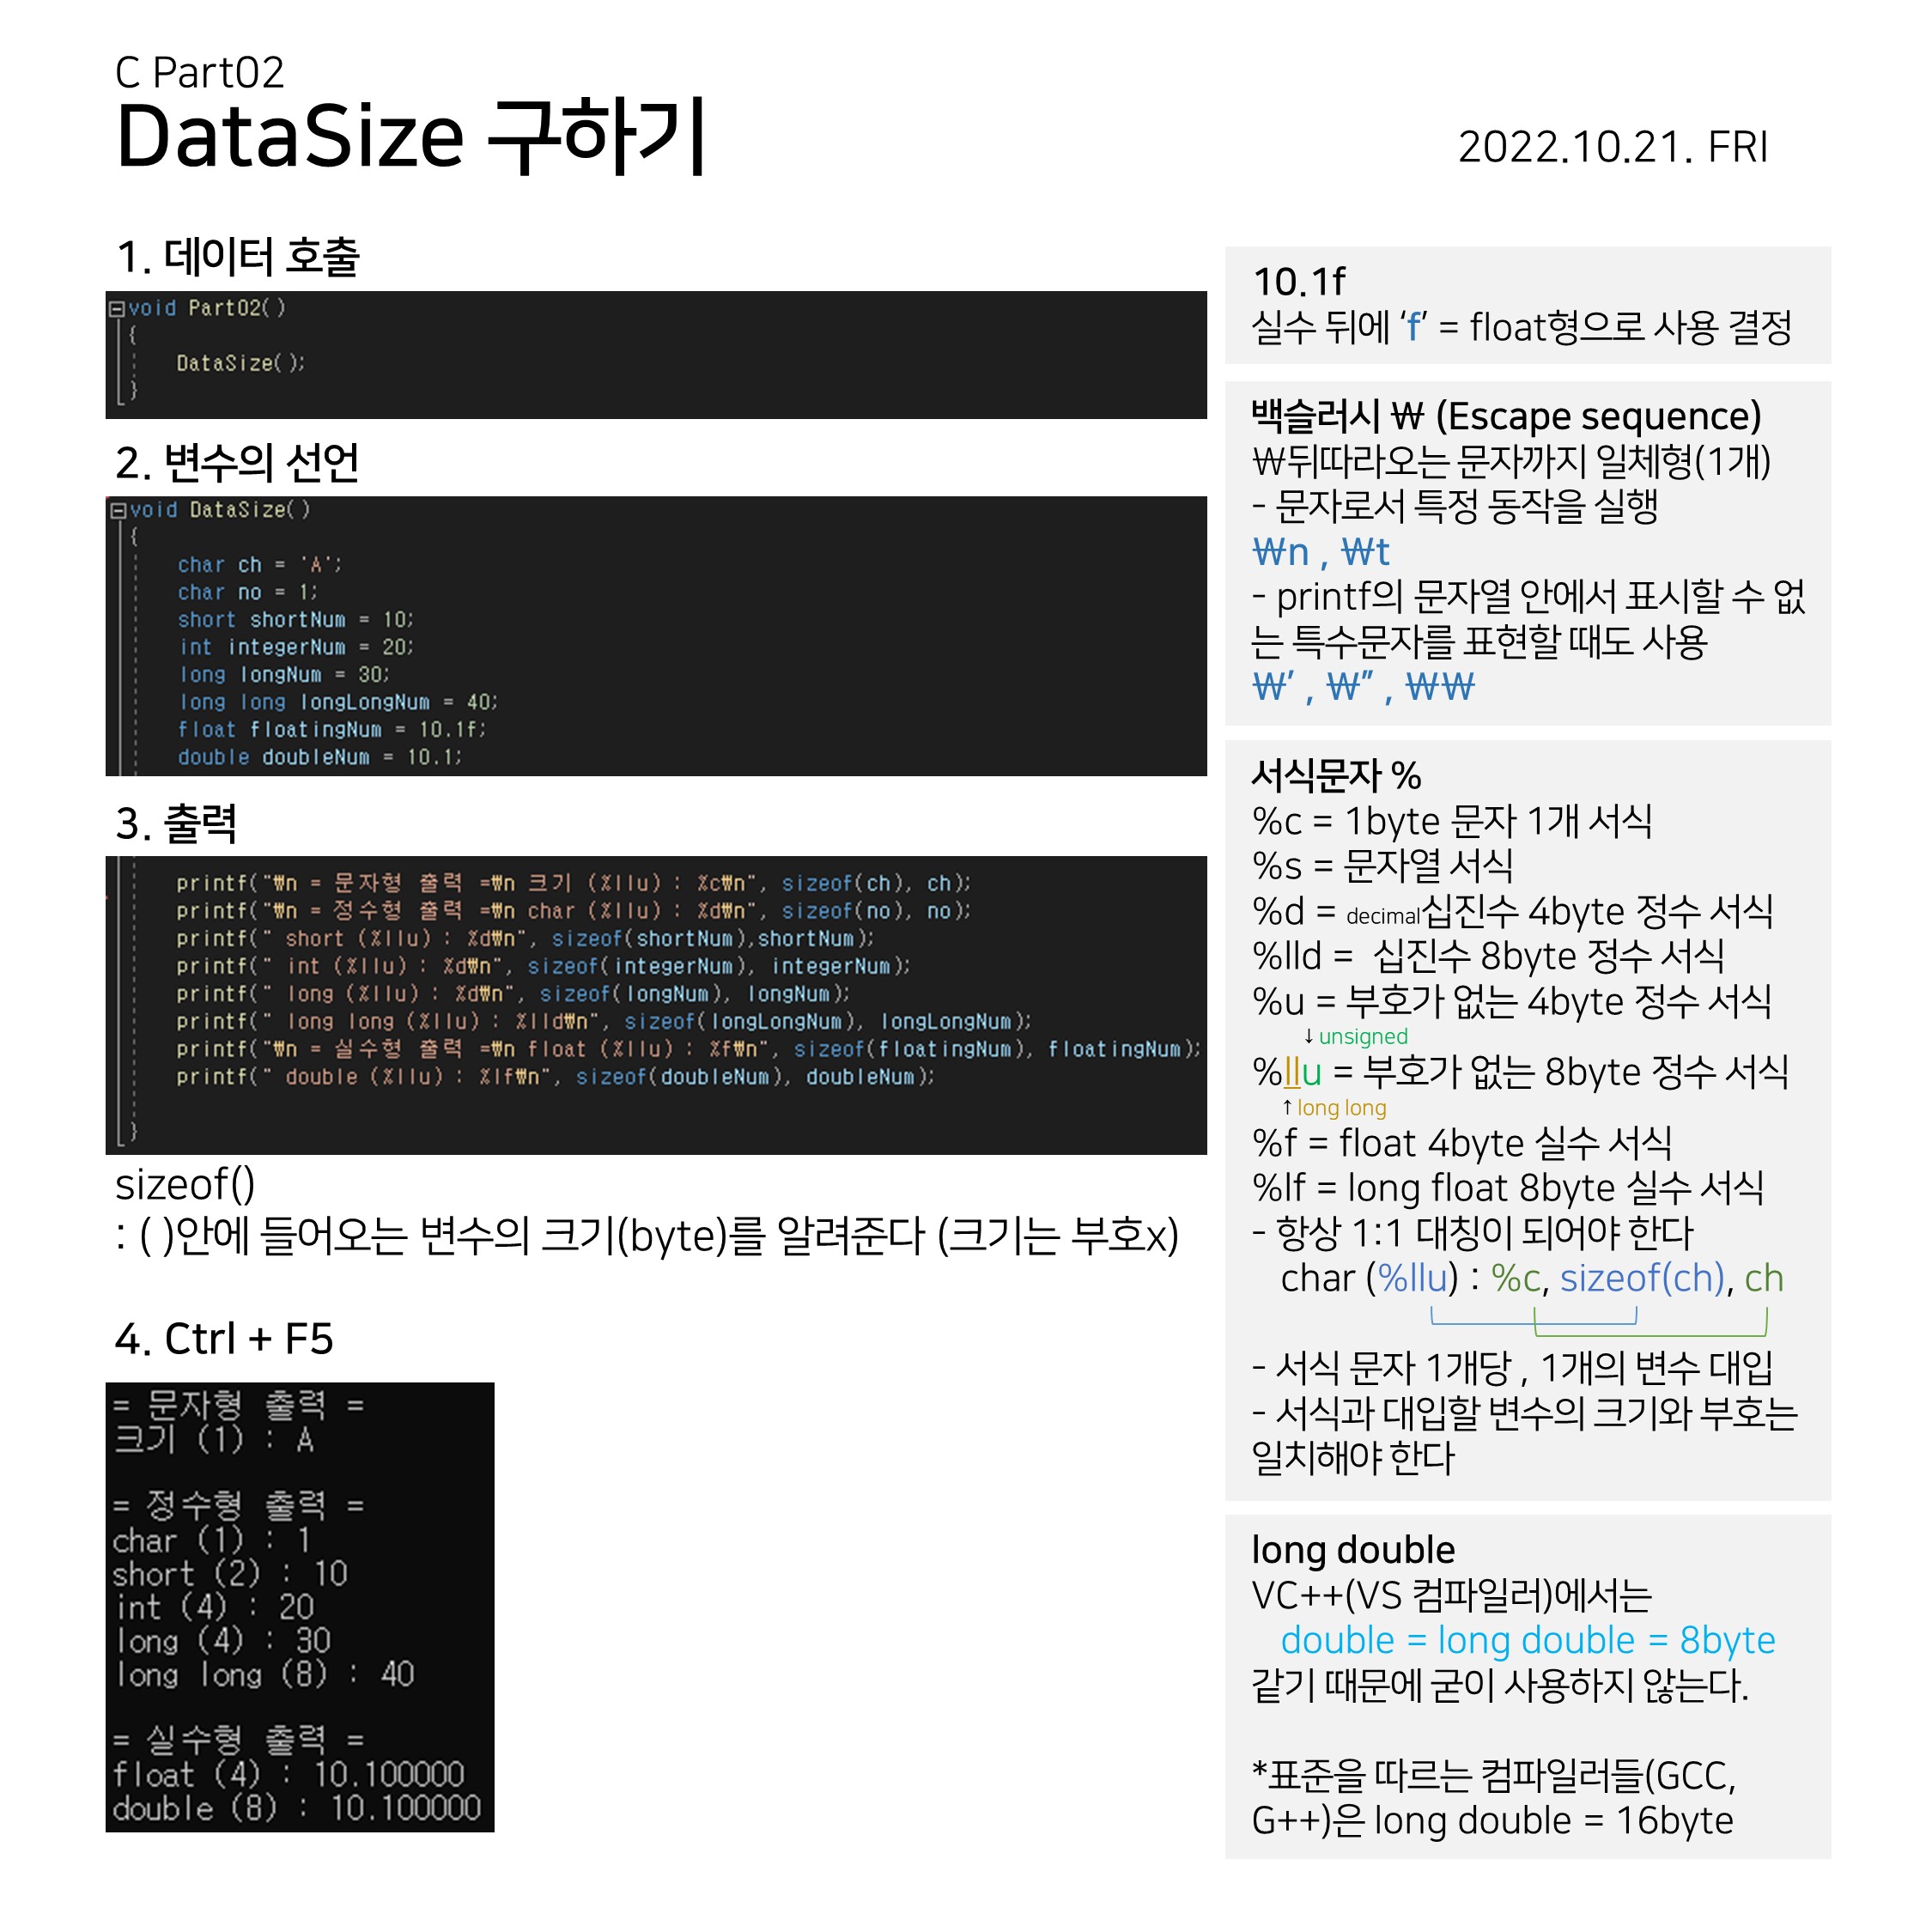 C Part02
DataSize 구하기
2022.10.21. FRI
1. 데이터 호출
void Part02()
{
DataSize();
}
2. 변수의 선언
void DataSize()
{
char ch = 'A';
char no = 1;
short shortNum = 10;
int integerNum = 20;
long longNum = 30;
long long longLongNum = 40;
float floatingNum = 10.1f;
double doubleNum = 10.1;
3. 출력
printf("₩n = 문자형 출력 =₩n 크기 (%llu) : %c₩n", sizeof(ch), ch);
printf("₩n = 정수형 출력 =₩n char (%llu) : %d₩n", sizeof(no), no);
printf(" short (%llu) : %d₩n", sizeof(shortNum),shortNum);
printf(" int (%llu) : %d₩n", sizeof(integerNum), integerNum);
printf(" long (%llu) : %d₩n", sizeof(longNum), longNum);
printf(" long long (%llu) : %lld₩n", sizeof(longLongNum), longLongNum);
printf("₩n = 실수형 출력 =₩n float (%llu) : %f₩n", sizeof(floatingNum), floatingNum);
printf(" double (%llu) : %lf₩n", sizeof(doubleNum), doubleNum);
}
sizeof()
: ( )안에 들어오는 변수의 크기(byte)를 알려준다 (크기는 부호x)
4. Ctrl + F5
= 문자형 출력 =
크기 (1) : A
= 정수형 출력 =
char (1) : 1
short (2) : 10
int (4) : 20
long (4) : 30
long long (8) : 40
= 실수형 출력 =
float (4) : 10.100000
double (8) : 10.100000
10.1f
실수 뒤에 ‘f’ = float형으로 사용 결정
백슬러시 ₩ (Escape sequence)
₩뒤따라오는 문자까지 일체형(1개)
- 문자로서 특정 동작을 실행
₩n , ₩t
- printf의 문자열 안에서 표시할 수 없
는 특수문자를 표현할 때도 사용
₩’ , ₩” , ₩₩
서식문자 %
%c = 1byte 문자 1개 서식
%s = 문자열 서식
%d = decimal십진수 4byte 정수 서식
%lld = 십진수 8byte 정수 서식
%u = 부호가 없는 4byte 정수 서식
↓ unsigned
%llu = 부호가 없는 8byte 정수 서식
↑ long long
%f = float 4byte 실수 서식
%lf = long float 8byte 실수 서식
- 항상 1:1 대칭이 되어야 한다
char (%llu) : %c, sizeof(ch), ch
- 서식 문자 1개당 , 1개의 변수 대입
- 서식과 대입할 변수의 크기와 부호는
일치해야 한다
long double
VC++(VS 컴파일러)에서는
double = long double = 8byte
같기 때문에 굳이 사용하지 않는다.
*표준을 따르는 컴파일러들(GCC,
G++)은 long double = 16byte